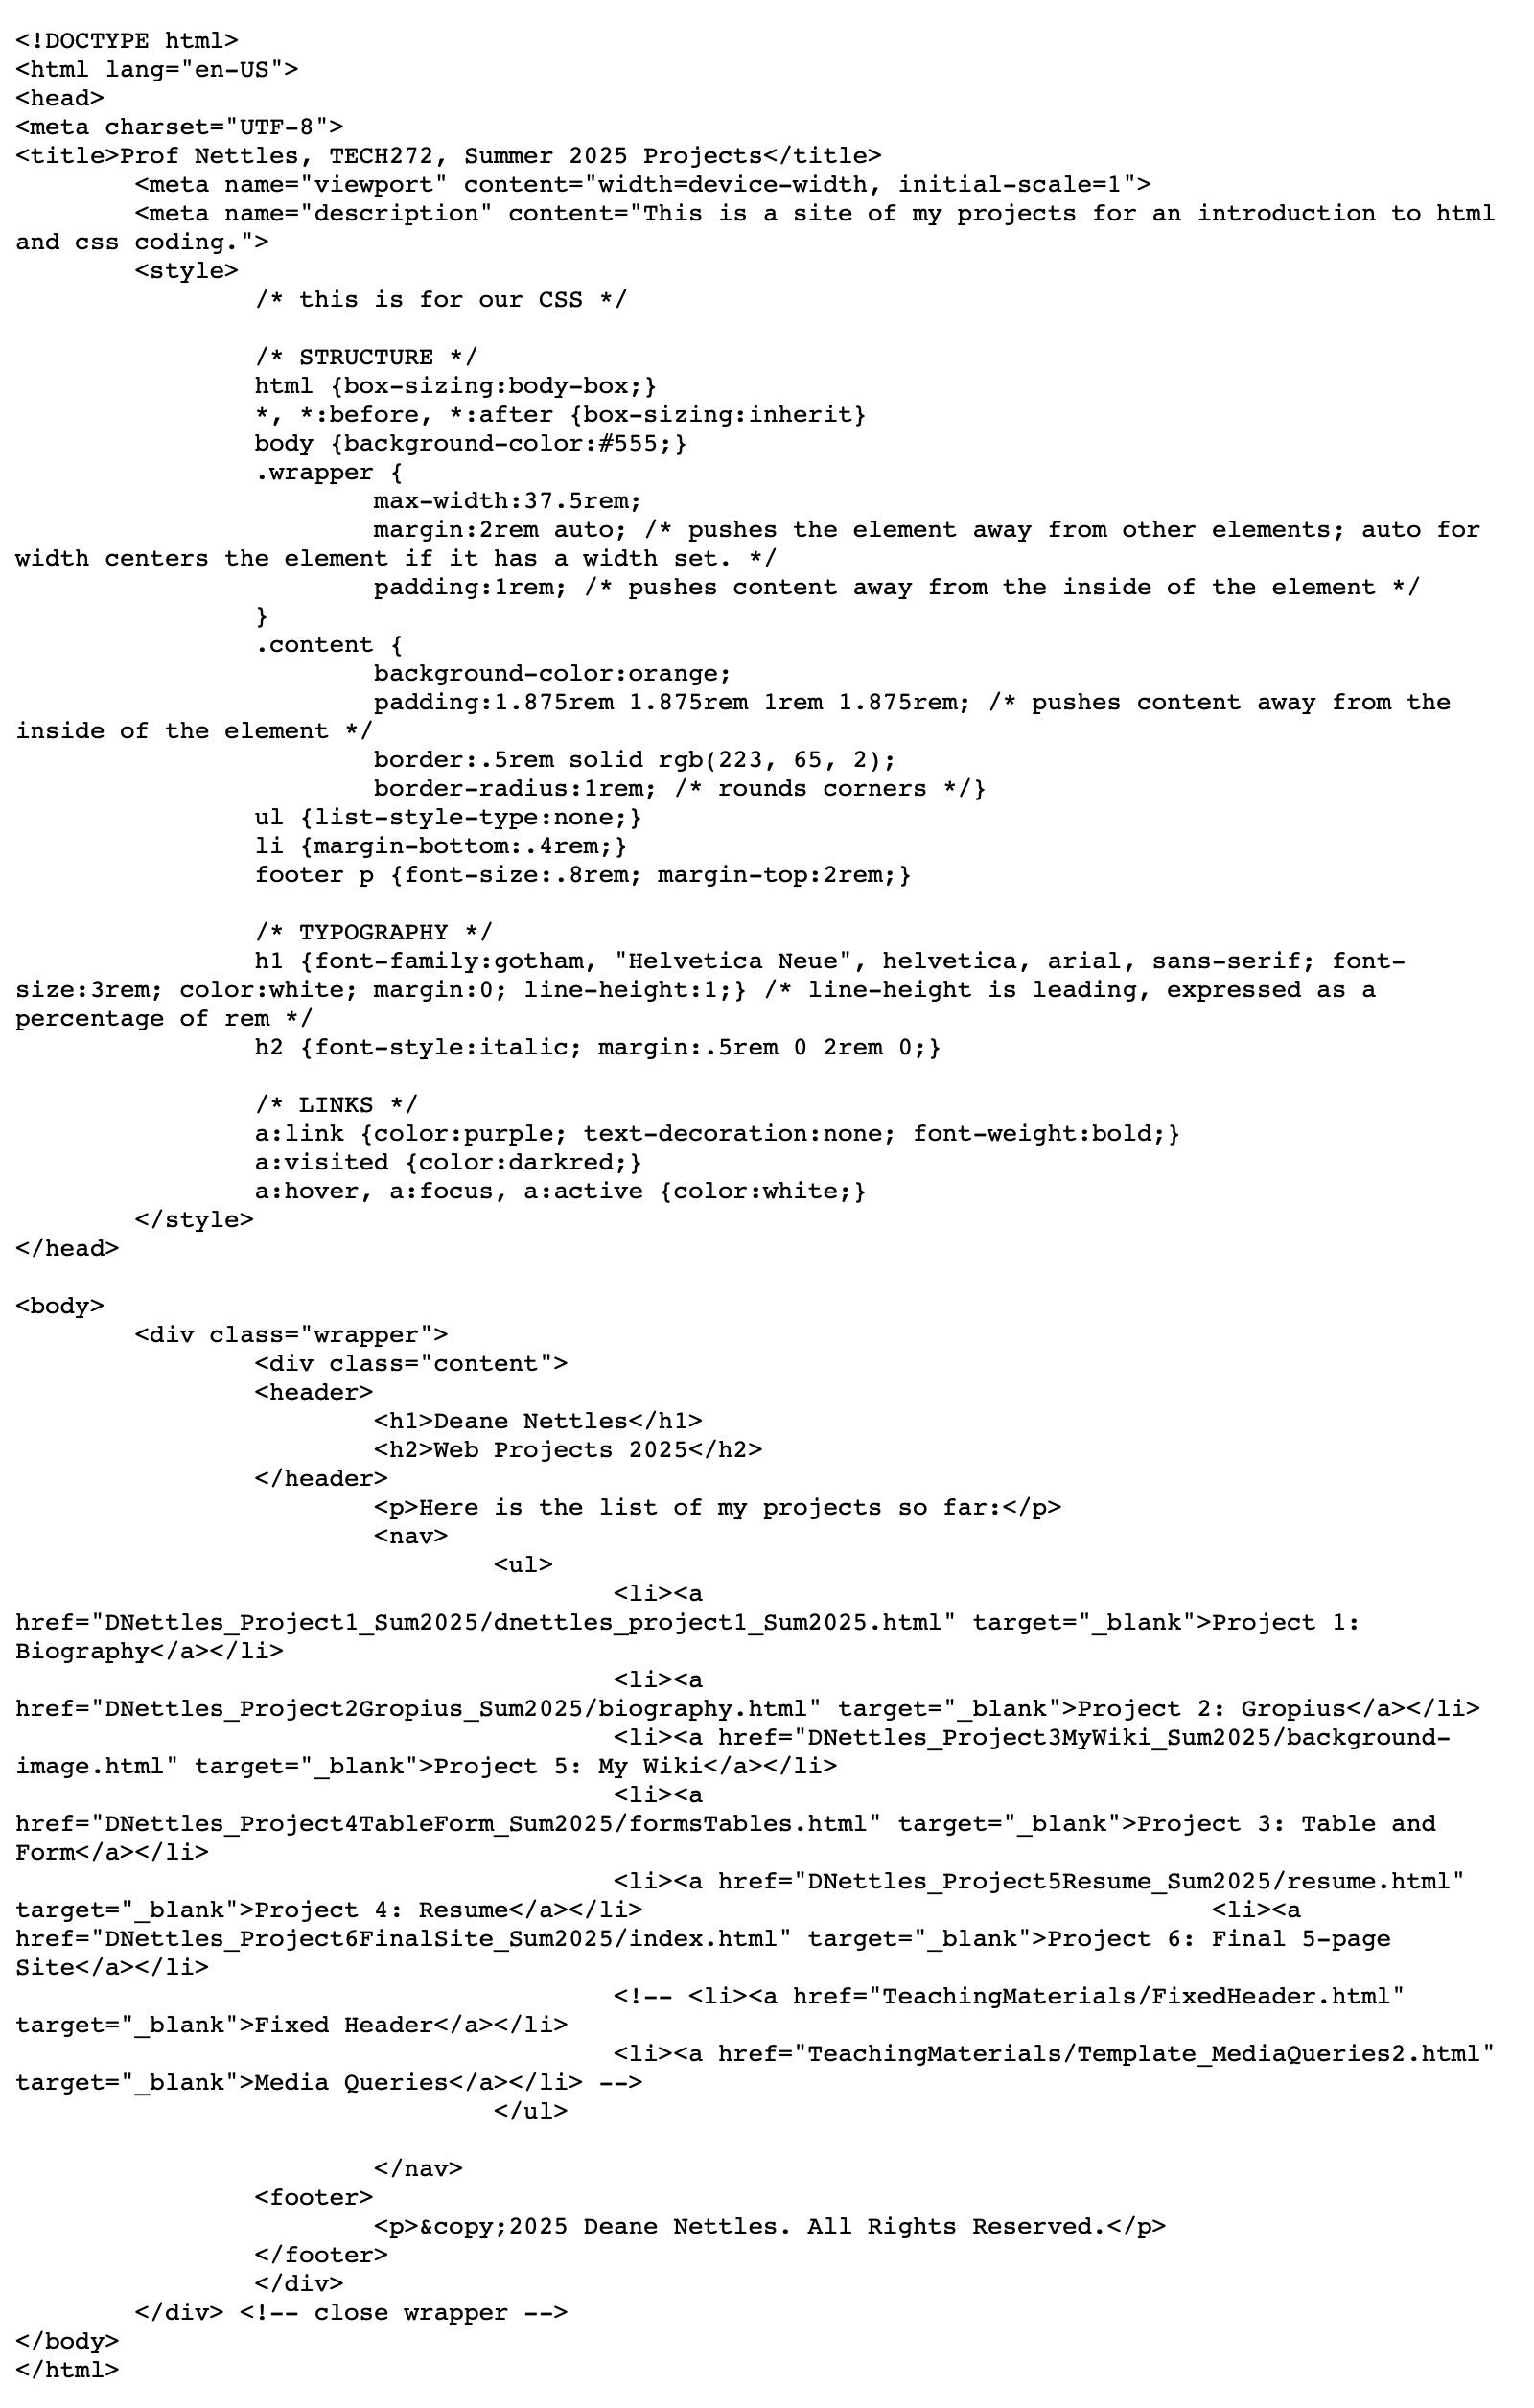 <!DOCTYPE html>
<html lang="en-US">
<head>
<meta charset="UTF-8">
<title>Prof Nettles, TECH272, Summer 2025 Projects</title>
        <meta name="viewport" content="width=device-width, initial-scale=1">
        <meta name="description" content="This is a site of my projects for an introduction to html
and css coding.">
        <style>
                /* this is for our CSS */

                /* STRUCTURE */
                html {box-sizing:body-box;}
                *, *:before, *:after {box-sizing:inherit}
                body {background-color:#555;}
                .wrapper {
                        max-width:37.5rem;
                        margin:2rem auto; /* pushes the element away from other elements; auto for
width centers the element if it has a width set. */
                        padding:1rem; /* pushes content away from the inside of the element */
                }
                .content {
                        background-color:orange;
                        padding:1.875rem 1.875rem 1rem 1.875rem; /* pushes content away from the
inside of the element */
                        border:.5rem solid rgb(223, 65, 2);
                        border-radius:1rem; /* rounds corners */}
                ul {list-style-type:none;}
                li {margin-bottom:.4rem;}
                footer p {font-size:.8rem; margin-top:2rem;}

                /* TYPOGRAPHY */
                h1 {font-family:gotham, "Helvetica Neue", helvetica, arial, sans-serif; font-
size:3rem; color:white; margin:0; line-height:1;} /* line-height is leading, expressed as a
percentage of rem */
                h2 {font-style:italic; margin:.5rem 0 2rem 0;}

                /* LINKS */
                a:link {color:purple; text-decoration:none; font-weight:bold;}
                a:visited {color:darkred;}
                a:hover, a:focus, a:active {color:white;}
        </style>
</head>

<body>
        <div class="wrapper">
                <div class="content">
                <header>
                        <h1>Deane Nettles</h1>
                        <h2>Web Projects 2025</h2>
                </header>
                        <p>Here is the list of my projects so far:</p>
                        <nav>
                                <ul>
                                        <li><a
href="DNettles_Project1_Sum2025/dnettles_project1_Sum2025.html" target="_blank">Project 1:
Biography</a></li>
                                        <li><a
href="DNettles_Project2Gropius_Sum2025/biography.html" target="_blank">Project 2: Gropius</a></li>
                                        <li><a href="DNettles_Project3MyWiki_Sum2025/background-
image.html" target="_blank">Project 5: My Wiki</a></li>
                                        <li><a
href="DNettles_Project4TableForm_Sum2025/formsTables.html" target="_blank">Project 3: Table and
Form</a></li>
                                        <li><a href="DNettles_Project5Resume_Sum2025/resume.html"
target="_blank">Project 4: Resume</a></li>                                      <li><a
href="DNettles_Project6FinalSite_Sum2025/index.html" target="_blank">Project 6: Final 5-page
Site</a></li>
                                        <!-- <li><a href="TeachingMaterials/FixedHeader.html"
target="_blank">Fixed Header</a></li>
                                        <li><a href="TeachingMaterials/Template_MediaQueries2.html"
target="_blank">Media Queries</a></li> -->
                                </ul>

                        </nav>
                <footer>
                        <p>&copy;2025 Deane Nettles. All Rights Reserved.</p>
                </footer>
                </div>
        </div> <!-- close wrapper -->
</body>
</html>